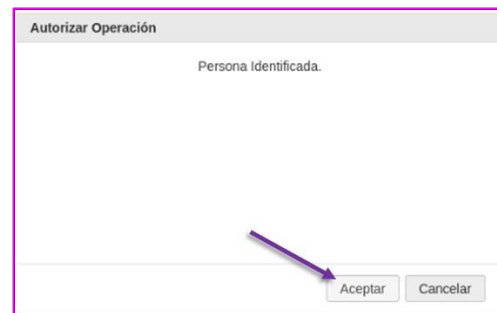 Autorizar Operación
Persona Identificada.
Aceptar Cancelar